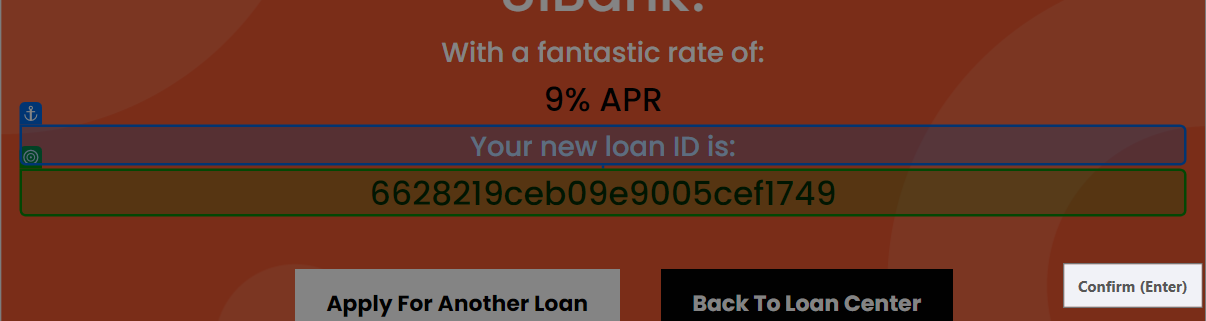 UiBank!
With a fantastic rate of:
9% APR
Your new loan ID is:
6628219ceb09e9005cef1749
Apply For Another Loan
Back To Loan Center
Confirm (Enter)